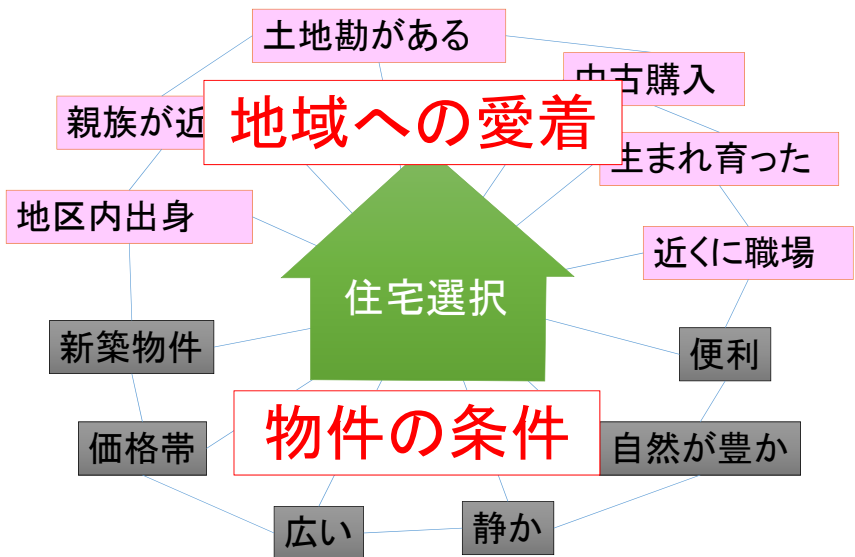 土地勘がある
中古購入
親族が近
地域への愛着
生まれ育った
地区内出身
近くに職場
住宅選択
新築物件
便利
物件の条件
価格帯
自然が豊か
広い
静か